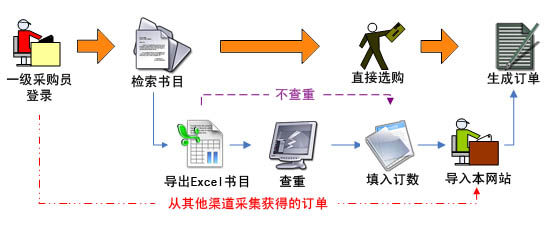 一级采购员
登录
检索书目
直接选购
生成订单
不查重
导出Excel书目
查重
填入订数
导入本网站
从其他渠道采集获得的订单